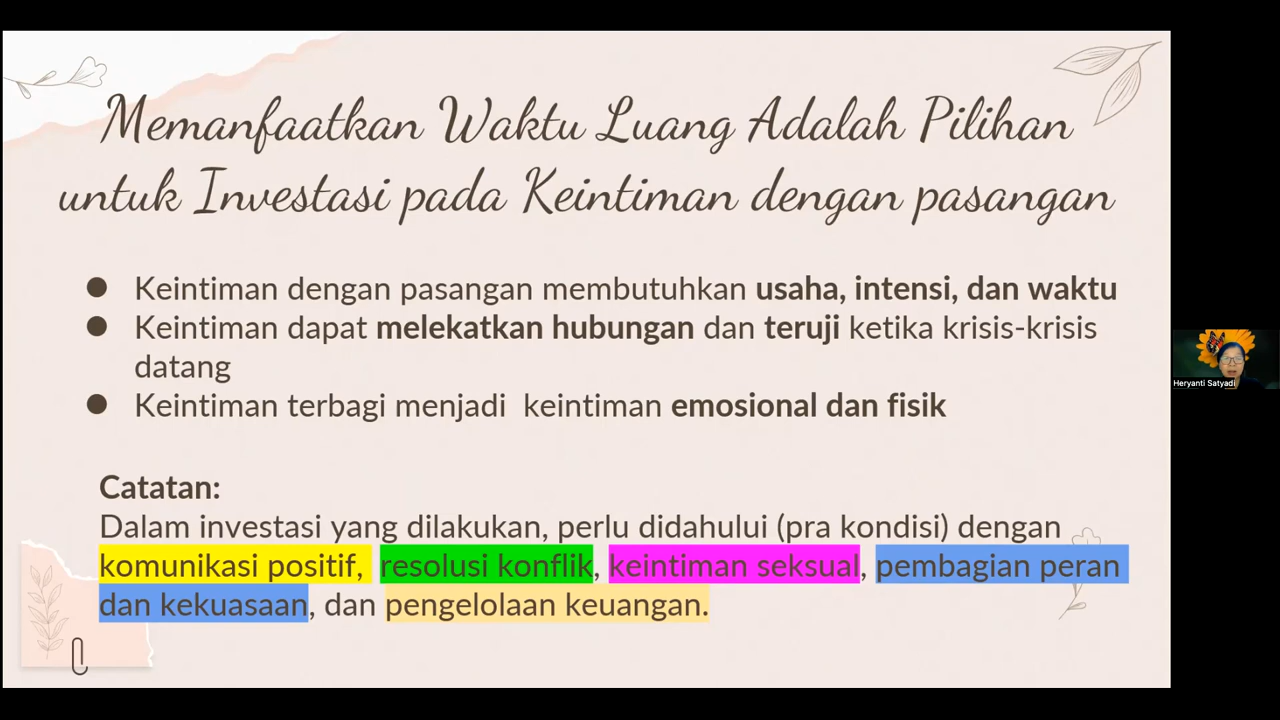 Memanfaatkan Waktu Luang Adalah Pilihan
untuk Investasi pada Keintiman dengan pasangan
● Keintiman dengan pasangan membutuhkan usaha, intensi, dan waktu
● Keintiman dapat melekatkan hubungan dan teruji ketika krisis-krisis
datang
● Keintiman terbagi menjadi keintiman emosional dan fisik
Catatan:
Dalam investasi yang dilakukan, perlu didahului (pra kondisi) dengan
komunikasi positif, resolusi konflik, keintiman seksual, pembagian peran
dan kekuasaan, dan pengelolaan keuangan.
Heryanti Satyadi